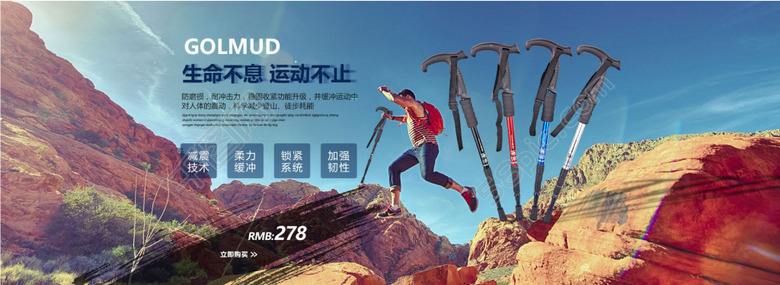 GOLMUD
生命不息 运动不止
防磨损，耐冲击力，稳固收紧功能升级，并缓冲运动中
对人体的震动，科学减少登山、徒步耗能
减震
技术
柔力
缓冲
锁紧
系统
加强
韧性
RMB:278
立即购买 >>